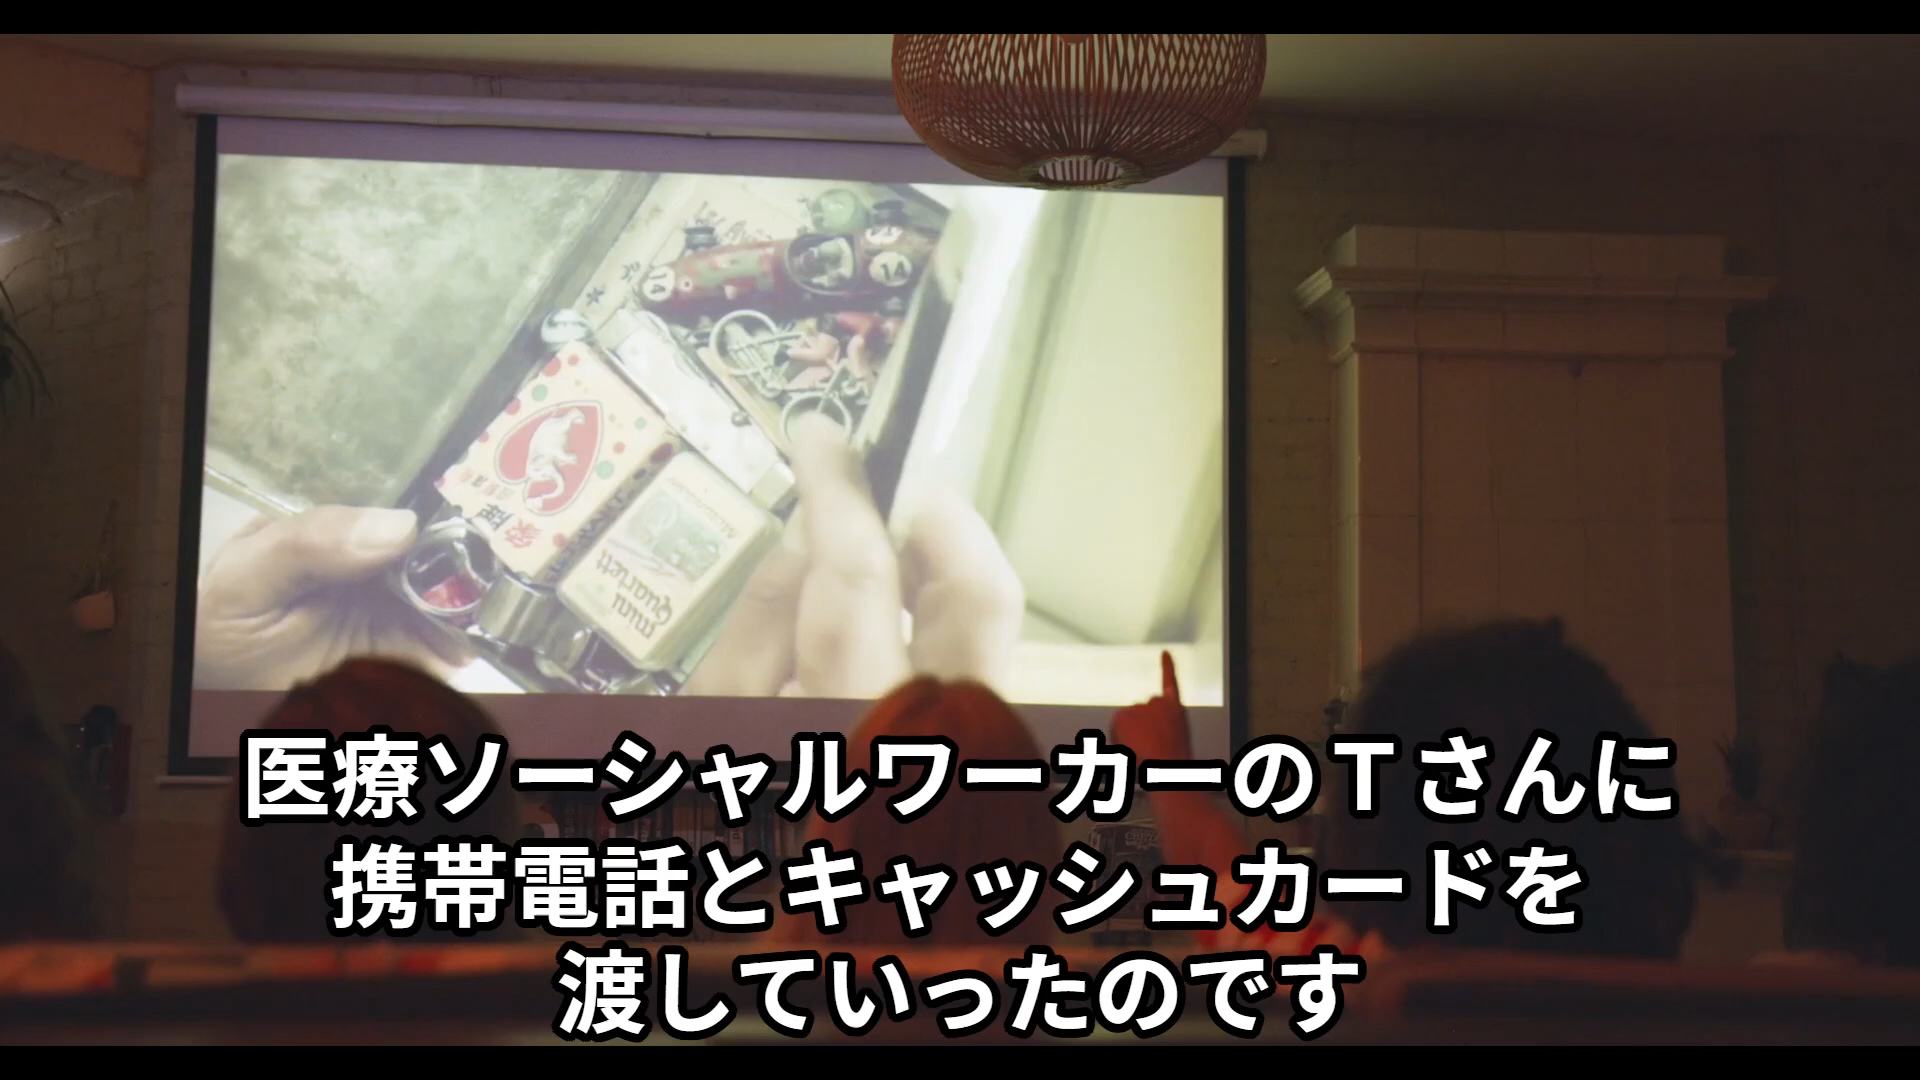 14
14
mini
Quartett
医療ソーシャルワーカーのＴさんに
携帯電話とキャッシュカードを
渡していったのです